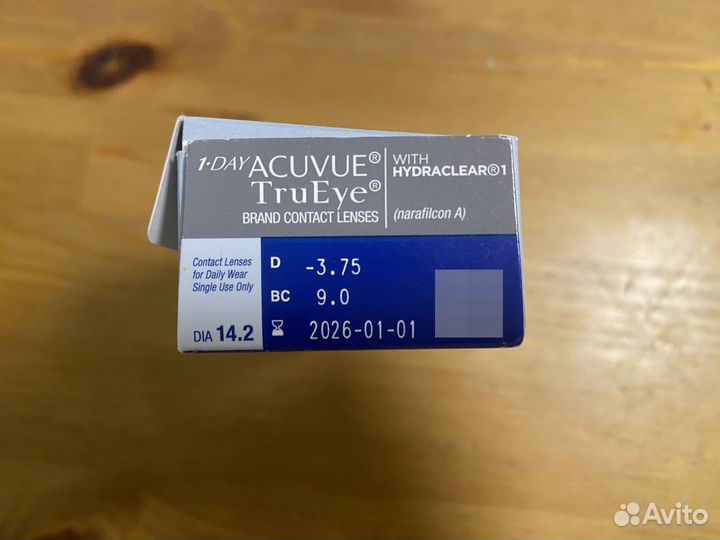 1·DAY ACUVUE®
TruEye®
BRAND CONTACT LENSES
WITH
HYDRACLEAR®1
(narafilcon A)
Contact Lenses
for Daily Wear
Single Use Only
DIA 14.2
D -3.75
BC 9.0
2026-01-01
Avito